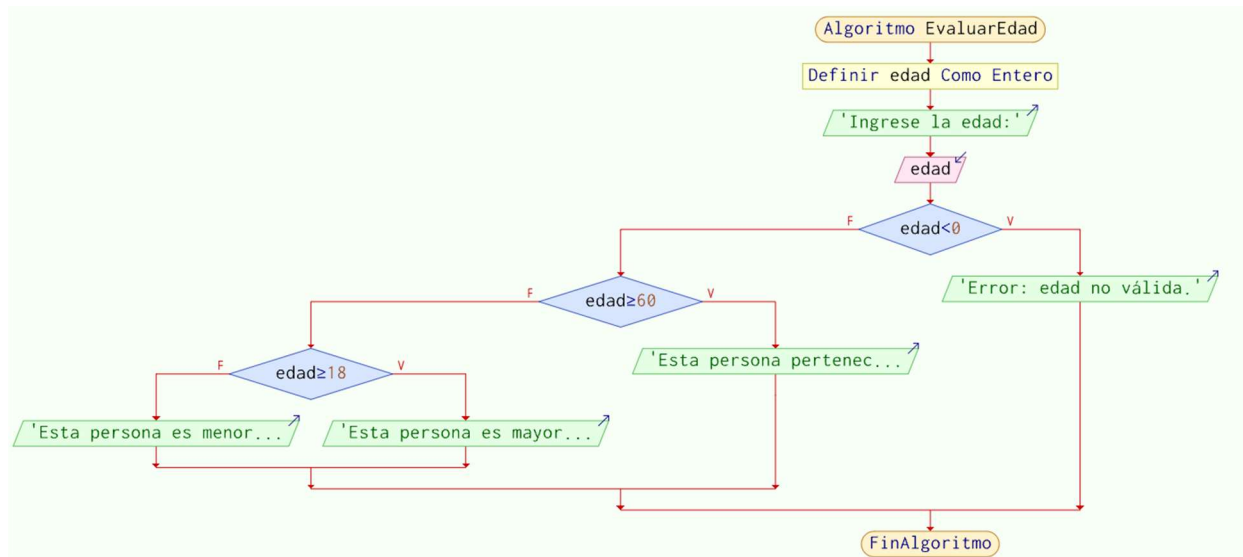 Algoritmo EvaluarEdad
Definir edad Como Entero
'Ingrese la edad:'
edad
F
edad<0
V
'Error: edad no válida.'
F
edad≥60
V
'Esta persona pertenec...
F
edad≥18
V
'Esta persona es menor...
'Esta persona es mayor...
FinAlgoritmo